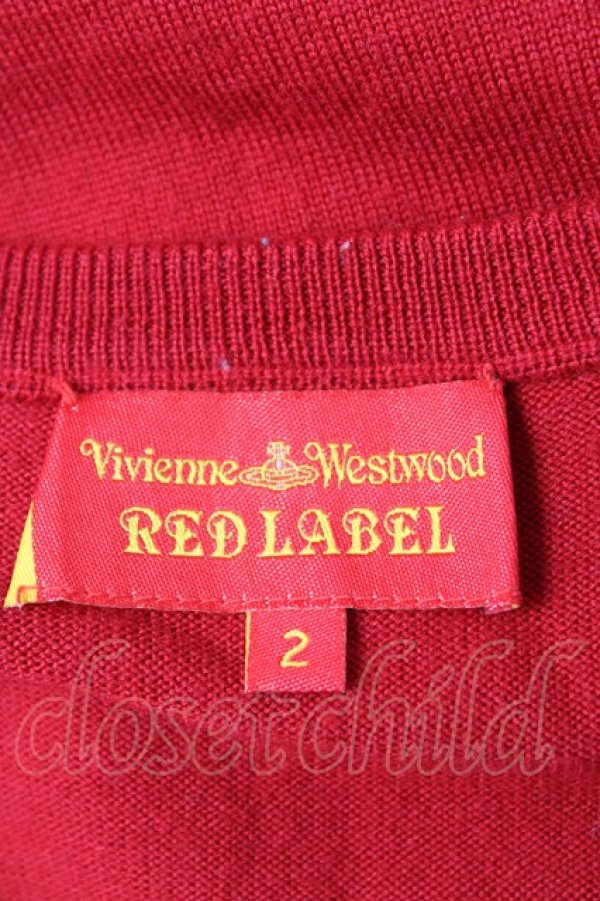 Vivienne Westwood
RED LABEL
2
closet child